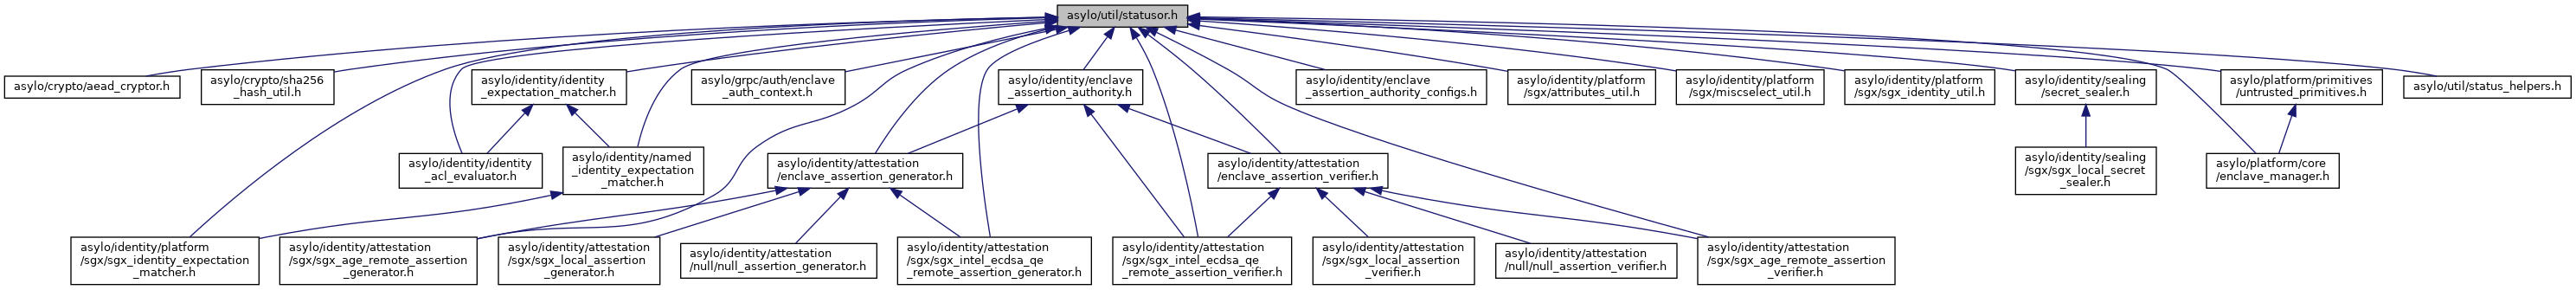 asylo/util/statusor.h
asylo/crypto/aead_cryptor.h
asylo/crypto/sha256
_hash_util.h
asylo/identity/identity
_expectation_matcher.h
asylo/grpc/auth/enclave
_auth_context.h
asylo/identity/enclave
_assertion_authority.h
asylo/identity/enclave
_assertion_authority_configs.h
asylo/identity/platform
/sgx/attributes_util.h
asylo/identity/platform
/sgx/miscselect_util.h
asylo/identity/platform
/sgx/sgx_identity_util.h
asylo/identity/sealing
/secret_sealer.h
asylo/platform/primitives
/untrusted_primitives.h
asylo/util/status_helpers.h
asylo/identity/identity
_acl_evaluator.h
asylo/identity/named
_identity_expectation
_matcher.h
asylo/identity/attestation
/enclave_assertion_generator.h
asylo/identity/attestation
/enclave_assertion_verifier.h
asylo/identity/sealing
/sgx/sgx_local_secret
_sealer.h
asylo/platform/core
/enclave_manager.h
asylo/identity/platform
/sgx/sgx_identity_expectation
_matcher.h
asylo/identity/attestation
/sgx/sgx_age_remote_assertion
_generator.h
asylo/identity/attestation
/sgx/sgx_local_assertion
_generator.h
asylo/identity/attestation
/null/null_assertion_generator.h
asylo/identity/attestation
/sgx/sgx_intel_ecdsa_qe
_remote_assertion_generator.h
asylo/identity/attestation
/sgx/sgx_intel_ecdsa_qe
_remote_assertion_verifier.h
asylo/identity/attestation
/sgx/sgx_local_assertion
_verifier.h
asylo/identity/attestation
/null/null_assertion_verifier.h
asylo/identity/attestation
/sgx/sgx_age_remote_assertion
_verifier.h